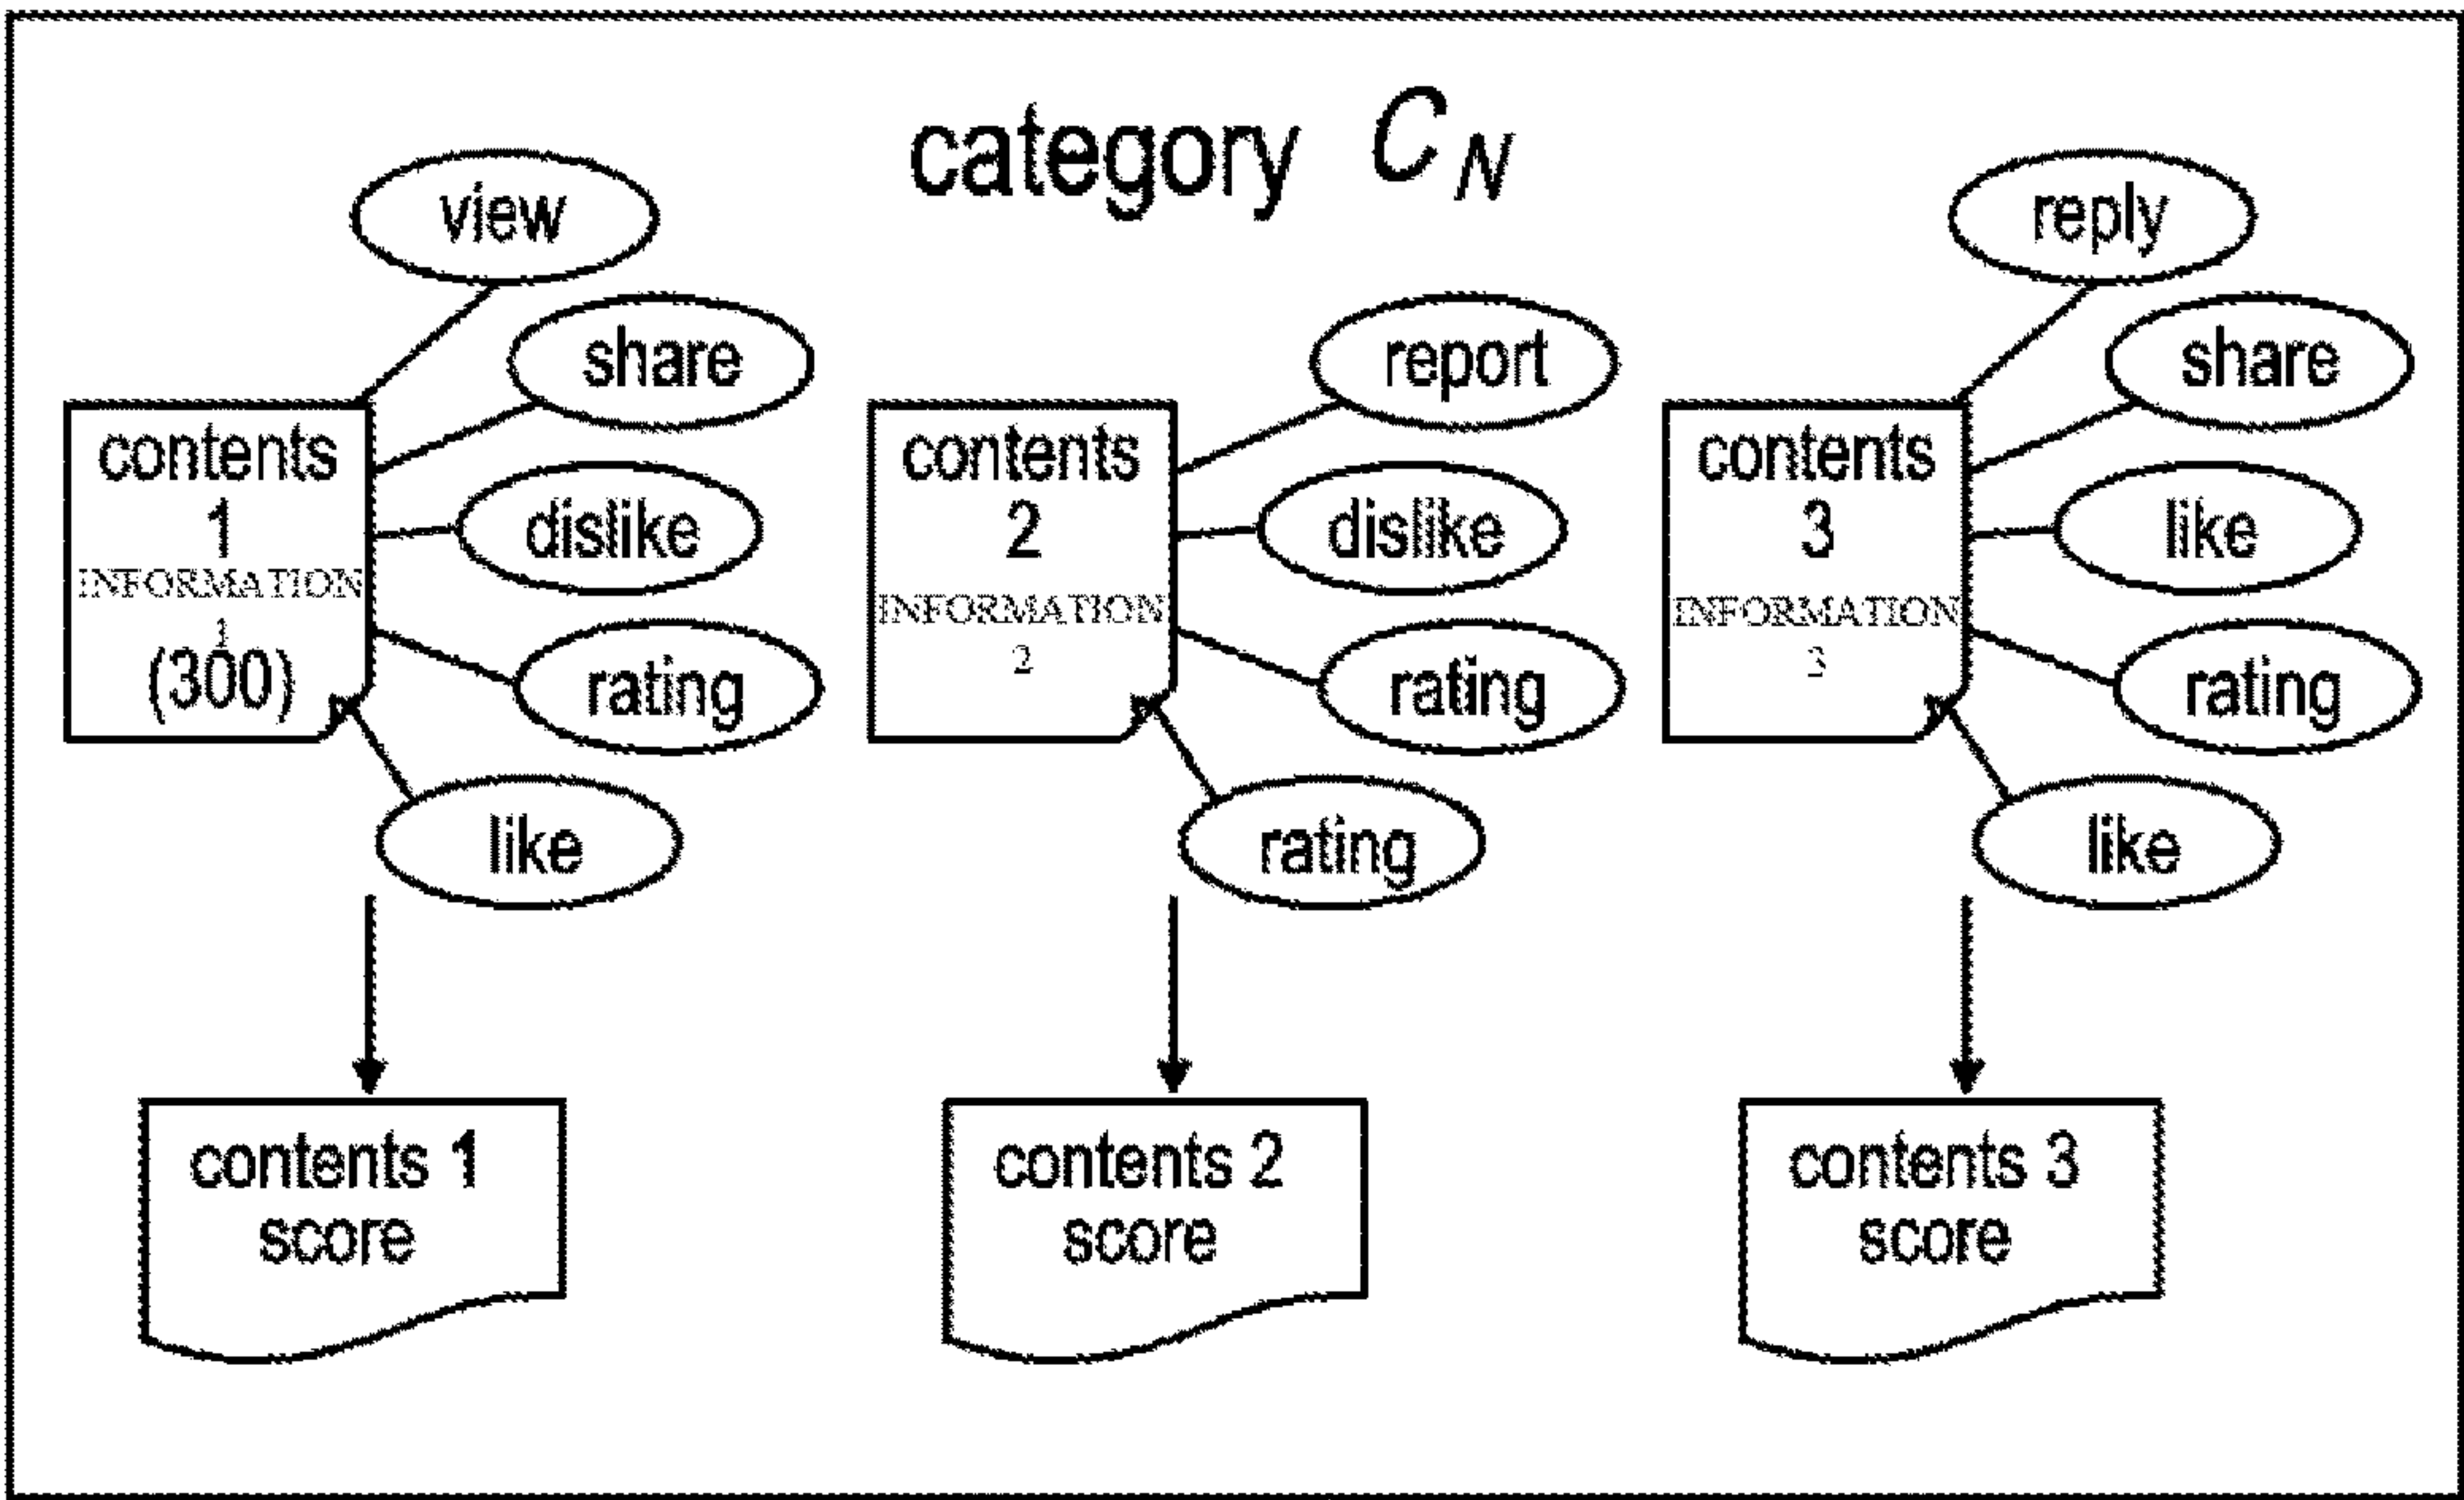 category C_N
view
share
contents
1
INFORMATION
1
(300)
dislike
rating
like
contents 1
score
report
contents
2
INFORMATION
2
dislike
rating
rating
contents 2
score
reply
share
contents
3
INFORMATION
3
like
rating
like
contents 3
score